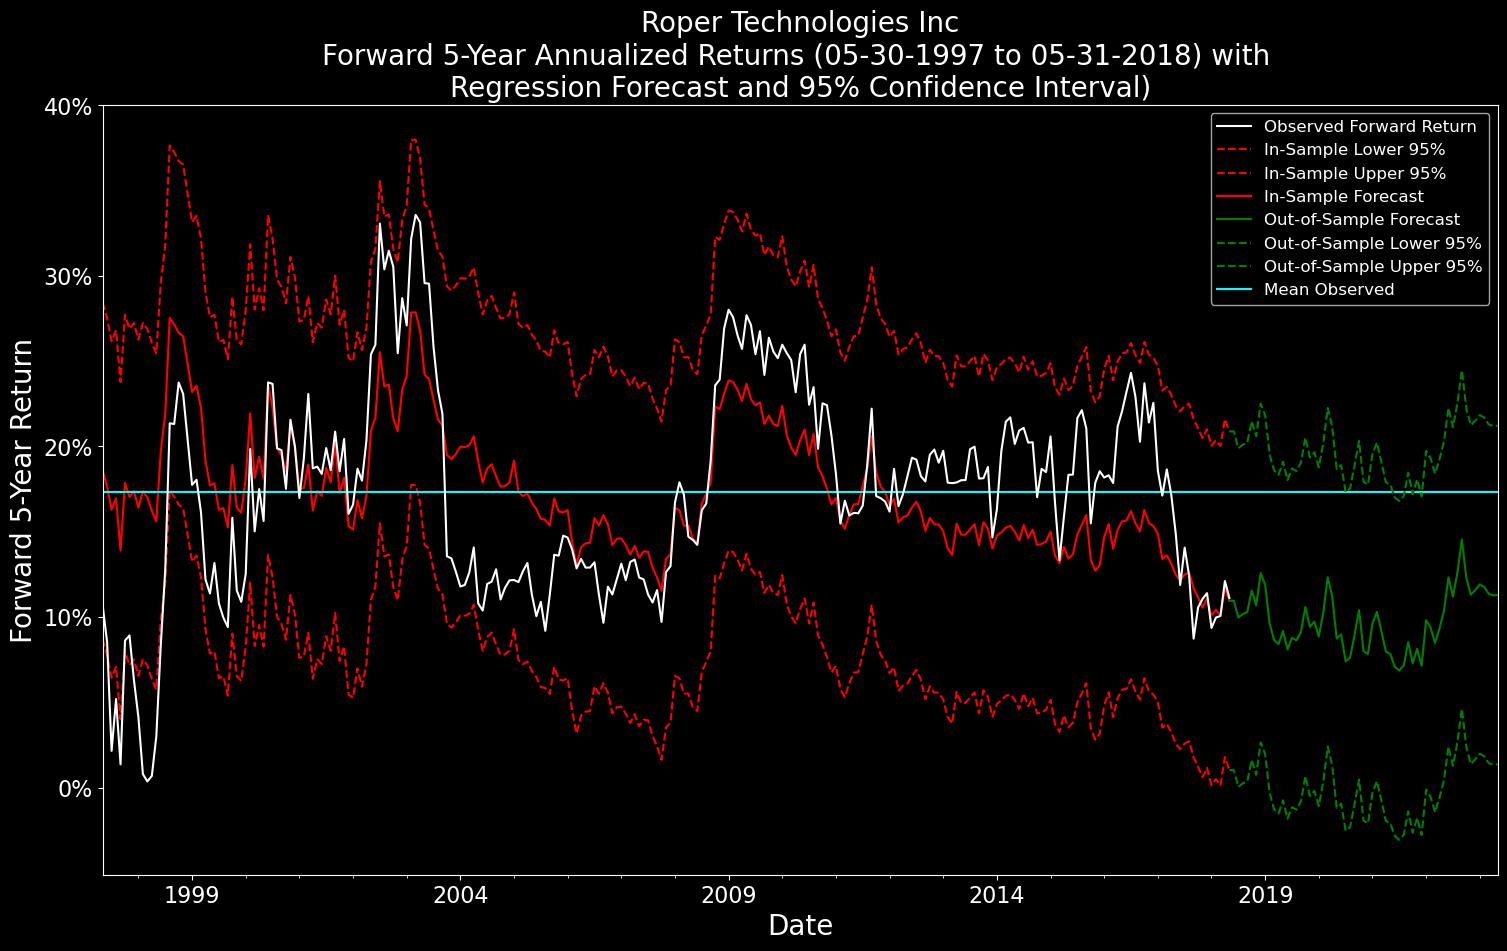 Roper Technologies Inc
Forward 5-Year Annualized Returns (05-30-1997 to 05-31-2018) with
Regression Forecast and 95% Confidence Interval)
Forward 5-Year Return
40%
30%
20%
10%
0%
Observed Forward Return
In-Sample Lower 95%
In-Sample Upper 95%
In-Sample Forecast
Out-of-Sample Forecast
Out-of-Sample Lower 95%
Out-of-Sample Upper 95%
Mean Observed
1999 2004 2009 2014 2019
Date